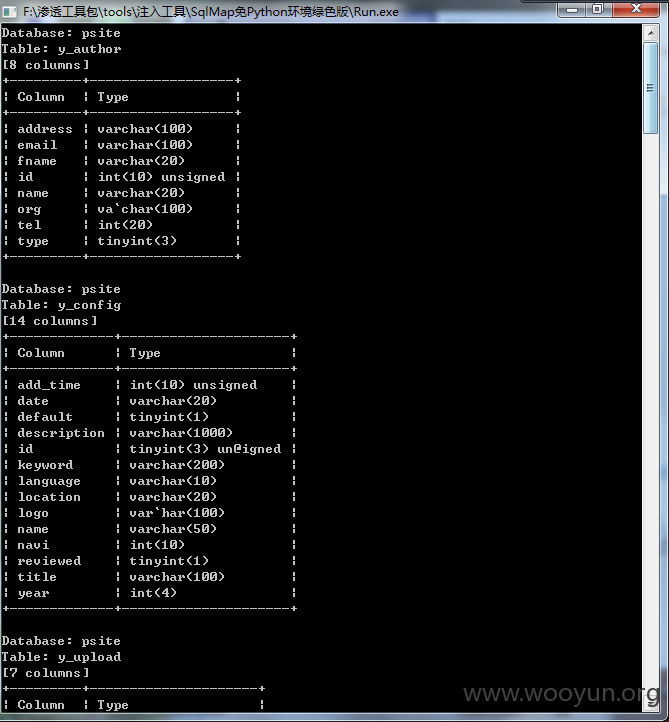 F:\渗透工具包\tools\注入工具\SqlMap免Python环境绿色版\Run.exe
Database: psite
Table: y_author
[8 columns]
+----------+------------------+
¦ Column ¦ Type ¦
+----------+------------------+
¦ address ¦ varchar(100) ¦
¦ email ¦ varchar(100) ¦
¦ fname ¦ varchar(20) ¦
¦ id ¦ int(10) unsigned ¦
¦ name ¦ varchar(20) ¦
¦ org ¦ va`char(100) ¦
¦ tel ¦ int(20) ¦
¦ type ¦ tinyint(3) ¦
+----------+------------------+
Database: psite
Table: y_config
[14 columns]
+-------------+---------------------+
¦ Column ¦ Type ¦
+-------------+---------------------+
¦ add_time ¦ int(10) unsigned ¦
¦ date ¦ varchar(20) ¦
¦ default ¦ tinyint(1) ¦
¦ description ¦ varchar(1000) ¦
¦ id ¦ tinyint(3) un@igned ¦
¦ keyword ¦ varchar(200) ¦
¦ language ¦ varchar(10) ¦
¦ location ¦ varchar(20) ¦
¦ logo ¦ var`har(100) ¦
¦ name ¦ varchar(50) ¦
¦ navi ¦ int(10) ¦
¦ reviewed ¦ tinyint(1) ¦
¦ title ¦ varchar(100) ¦
¦ year ¦ int(4) ¦
+-------------+---------------------+
Database: psite
Table: y_upload
[7 columns]
+---------+---------------------+
¦ Column ¦ Type ¦
www.wooyun.org